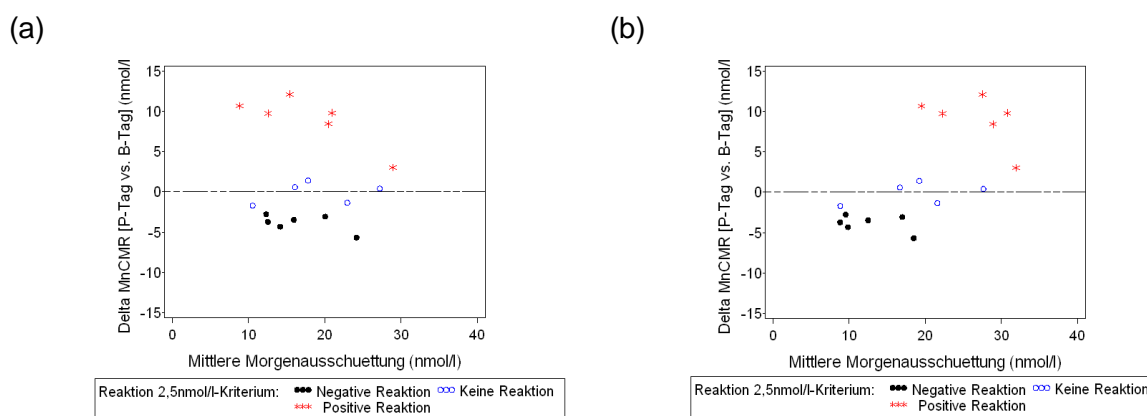 (a)
(b)
Delta MnCMR [P-Tag vs. B-Tag] (nmol/l
15
10
5
0
-5
-10
-15
0 10 20 30 40
Mittlere Morgenausschuettung (nmol/l)
Reaktion 2,5nmol/l-Kriterium: Negative Reaktion Keine Reaktion
Positive Reaktion
Delta MnCMR [P-Tag vs. B-Tag] (nmol/l
15
10
5
0
-5
-10
-15
0 10 20 30 40
Mittlere Morgenausschuettung (nmol/l)
Reaktion 2,5nmol/l-Kriterium: Negative Reaktion Keine Reaktion
Positive Reaktion